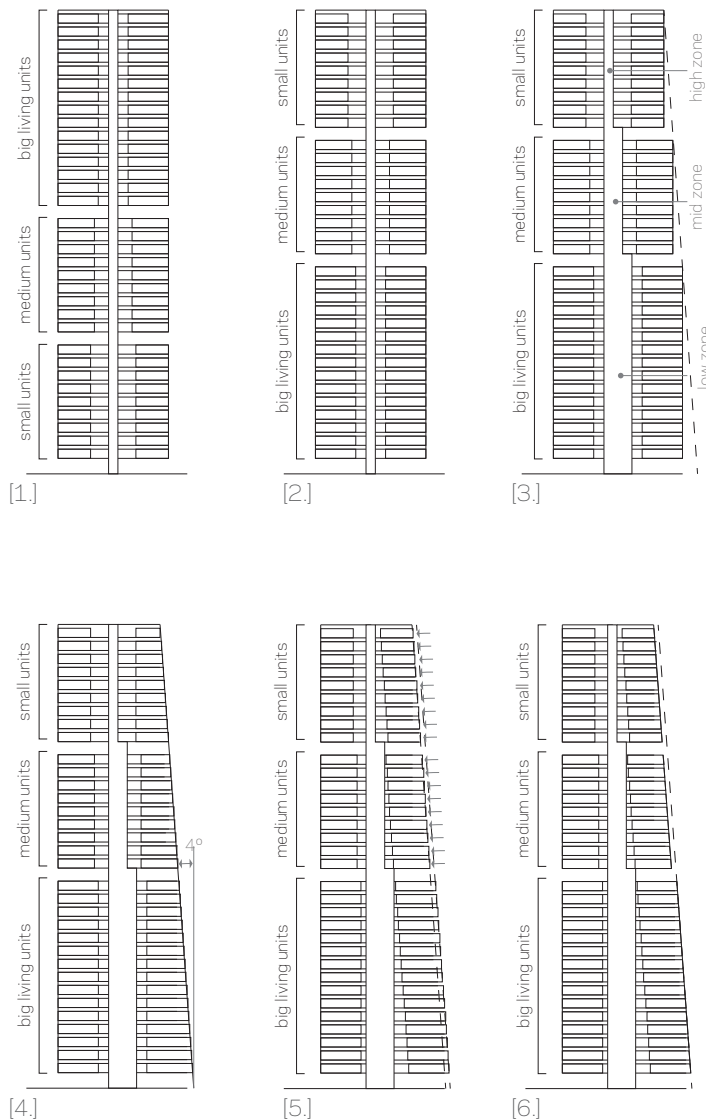 big living units
medium units
small units
[1.]
small units
medium units
big living units
[2.]
small units
medium units
big living units
high zone
mid zone
low zone
[3.]
small units
medium units
big living units
4°
[4.]
small units
medium units
big living units
[5.]
small units
medium units
big living units
[6.]